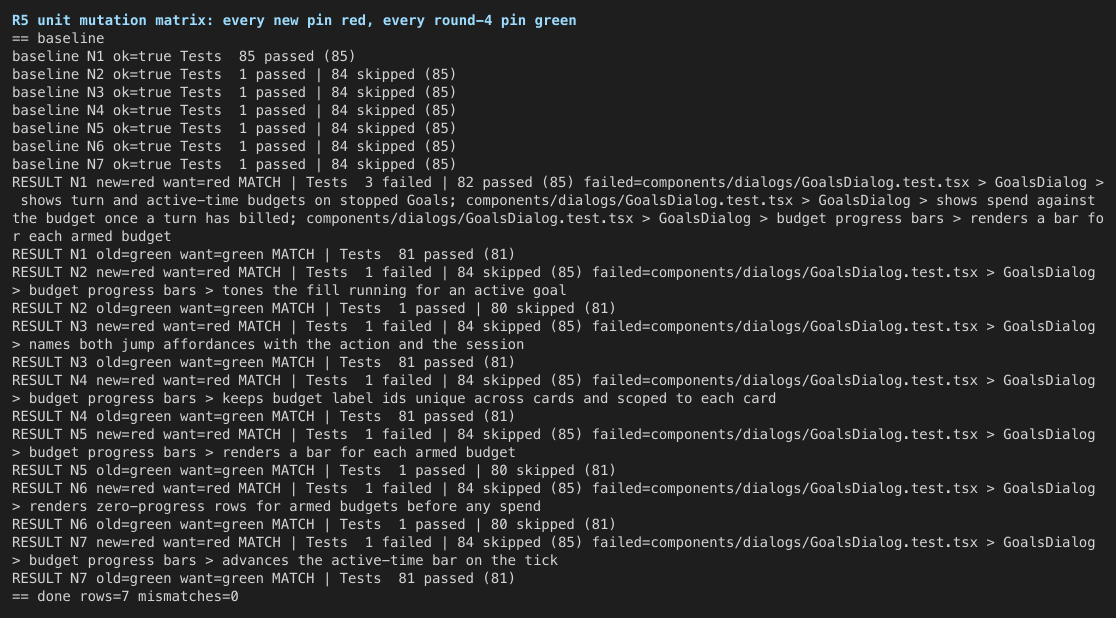 R5 unit mutation matrix: every new pin red, every round-4 pin green
== baseline
baseline N1 ok=true Tests  85 passed (85)
baseline N2 ok=true Tests  1 passed | 84 skipped (85)
baseline N3 ok=true Tests  1 passed | 84 skipped (85)
baseline N4 ok=true Tests  1 passed | 84 skipped (85)
baseline N5 ok=true Tests  1 passed | 84 skipped (85)
baseline N6 ok=true Tests  1 passed | 84 skipped (85)
baseline N7 ok=true Tests  1 passed | 84 skipped (85)
RESULT N1 new=red want=red MATCH | Tests  3 failed | 82 passed (85) failed=components/dialogs/GoalsDialog.test.tsx > GoalsDialog >
 shows turn and active-time budgets on stopped Goals; components/dialogs/GoalsDialog.test.tsx > GoalsDialog > shows spend against
the budget once a turn has billed; components/dialogs/GoalsDialog.test.tsx > GoalsDialog > budget progress bars > renders a bar fo
r each armed budget
RESULT N1 old=green want=green MATCH | Tests  81 passed (81)
RESULT N2 new=red want=red MATCH | Tests  1 failed | 84 skipped (85) failed=components/dialogs/GoalsDialog.test.tsx > GoalsDialog
> budget progress bars > tones the fill running for an active goal
RESULT N2 old=green want=green MATCH | Tests  1 passed | 80 skipped (81)
RESULT N3 new=red want=red MATCH | Tests  1 failed | 84 skipped (85) failed=components/dialogs/GoalsDialog.test.tsx > GoalsDialog
> names both jump affordances with the action and the session
RESULT N3 old=green want=green MATCH | Tests  81 passed (81)
RESULT N4 new=red want=red MATCH | Tests  1 failed | 84 skipped (85) failed=components/dialogs/GoalsDialog.test.tsx > GoalsDialog
> budget progress bars > keeps budget label ids unique across cards and scoped to each card
RESULT N4 old=green want=green MATCH | Tests  81 passed (81)
RESULT N5 new=red want=red MATCH | Tests  1 failed | 84 skipped (85) failed=components/dialogs/GoalsDialog.test.tsx > GoalsDialog
> budget progress bars > renders a bar for each armed budget
RESULT N5 old=green want=green MATCH | Tests  1 passed | 80 skipped (81)
RESULT N6 new=red want=red MATCH | Tests  1 failed | 84 skipped (85) failed=components/dialogs/GoalsDialog.test.tsx > GoalsDialog
> renders zero-progress rows for armed budgets before any spend
RESULT N6 old=green want=green MATCH | Tests  1 passed | 80 skipped (81)
RESULT N7 new=red want=red MATCH | Tests  1 failed | 84 skipped (85) failed=components/dialogs/GoalsDialog.test.tsx > GoalsDialog
> budget progress bars > advances the active-time bar on the tick
RESULT N7 old=green want=green MATCH | Tests  81 passed (81)
== done rows=7 mismatches=0